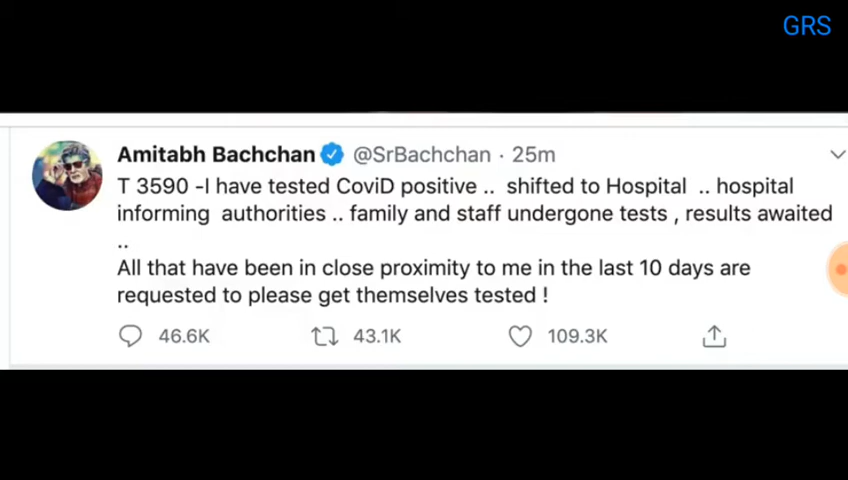 GRS
Amitabh Bachchan @SrBachchan · 25m
T 3590 -I have tested CoviD positive .. shifted to Hospital .. hospital
informing authorities .. family and staff undergone tests , results awaited
..
All that have been in close proximity to me in the last 10 days are
requested to please get themselves tested !
46.6K 43.1K 109.3K